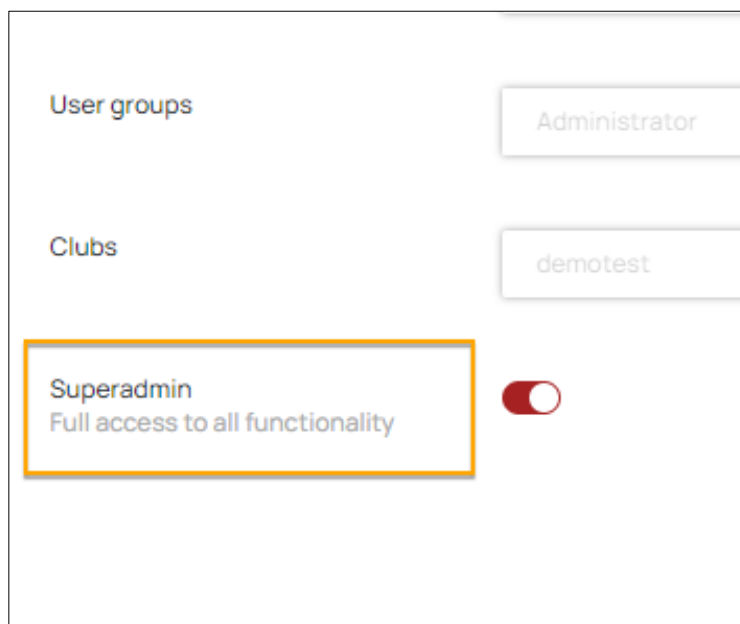 User groups
Administrator
Clubs
demotest
Superadmin
Full access to all functionality